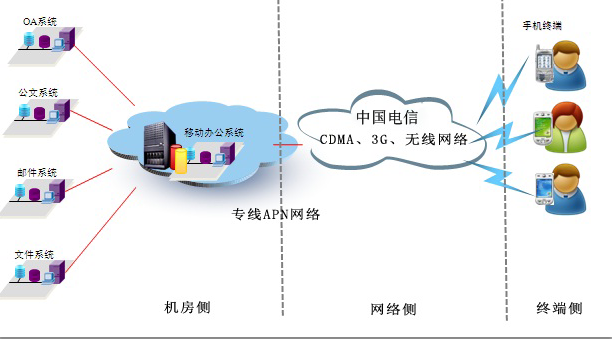 OA系统
手机终端
公文系统
中国电信
移动办公系统
CDMA、3G、无线网络
邮件系统
专线APN网络
文件系统
机房侧
网络侧
终端侧